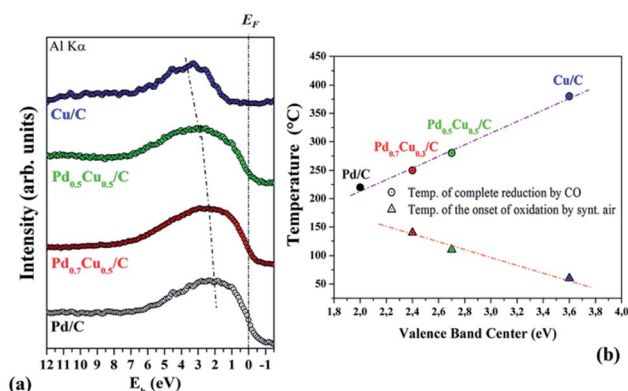 E_F
Al Kα
Cu/C
Pd0.5Cu0.5/C
Pd0.7Cu0.5/C
Pd/C
Intensity (arb. units)
12 11 10 9 8 7 6 5 4 3 2 1 0 -1
E_b (eV)
(a)
450
400
350
300
250
200
150
100
50
Temperature (°C)
Cu/C
Pd0.5Cu0.5/C
Pd0.7Cu0.3/C
Pd/C
Temp. of complete reduction by CO
Temp. of the onset of oxidation by synt. air
2,0 2,2 2,4 2,6 2,8 3,0 3,2 3,4 3,6 3,8 4,0
Valence Band Center (eV)
(b)